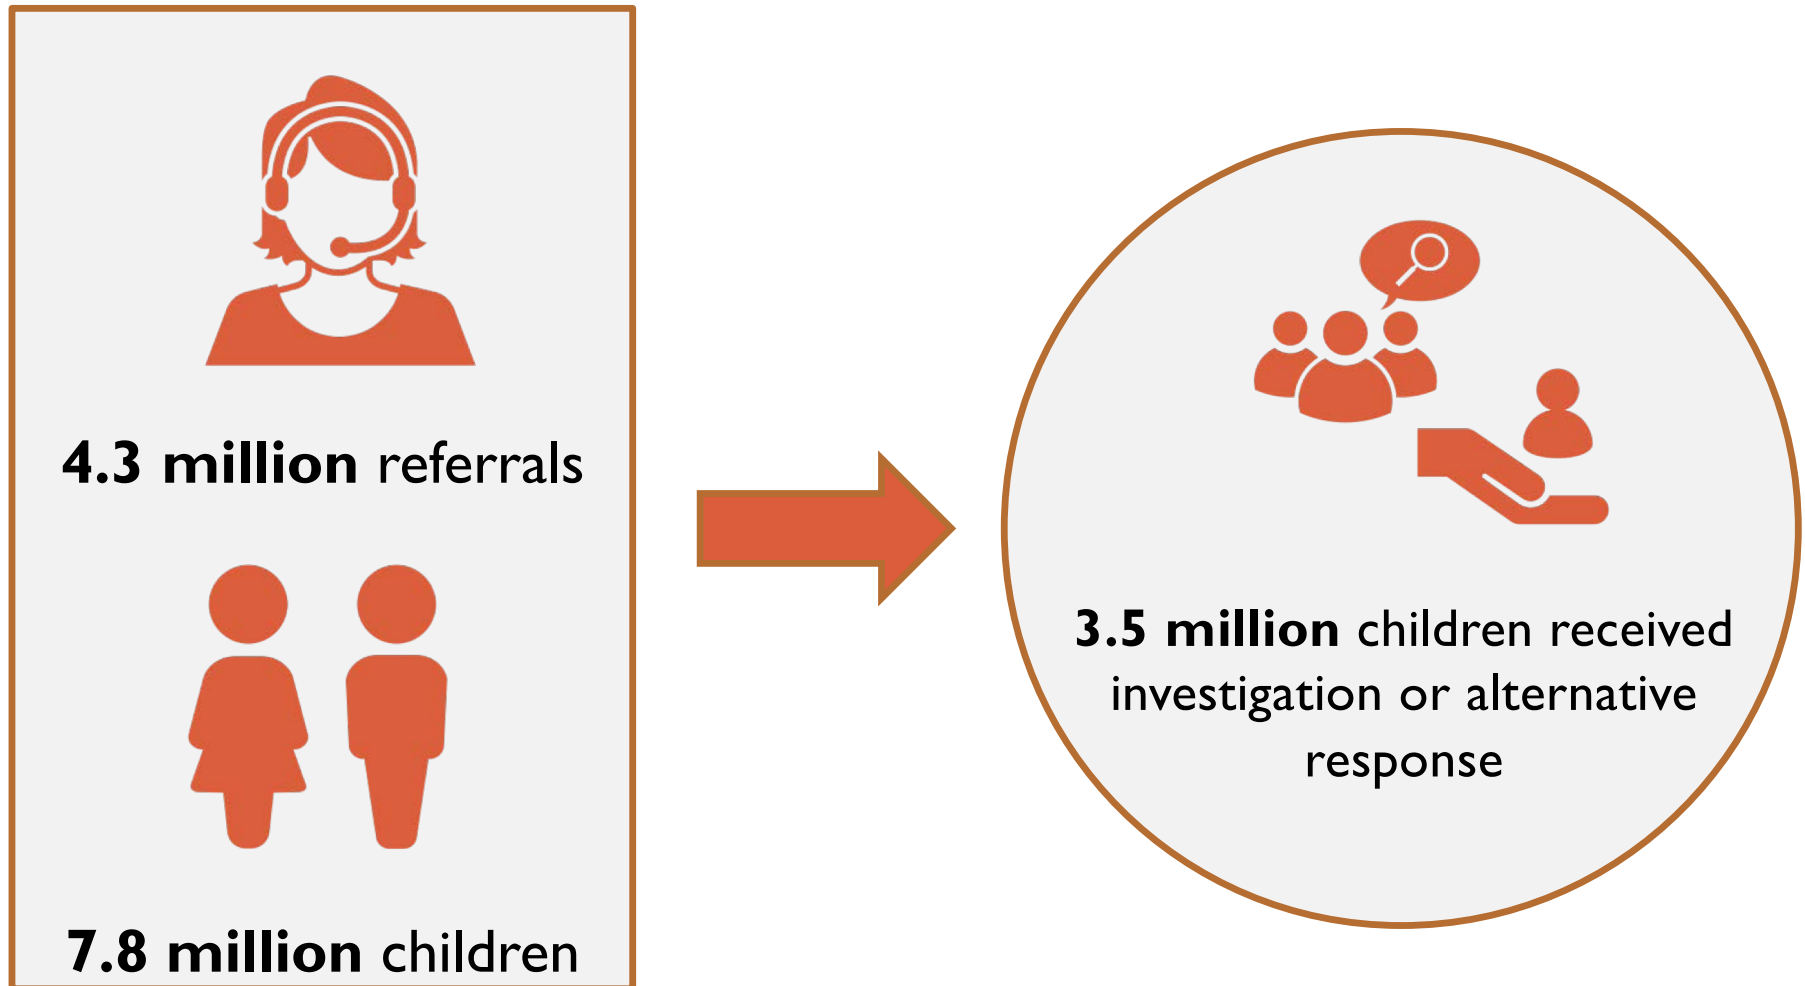 4.3 million referrals
7.8 million children
3.5 million children received
investigation or alternative
response